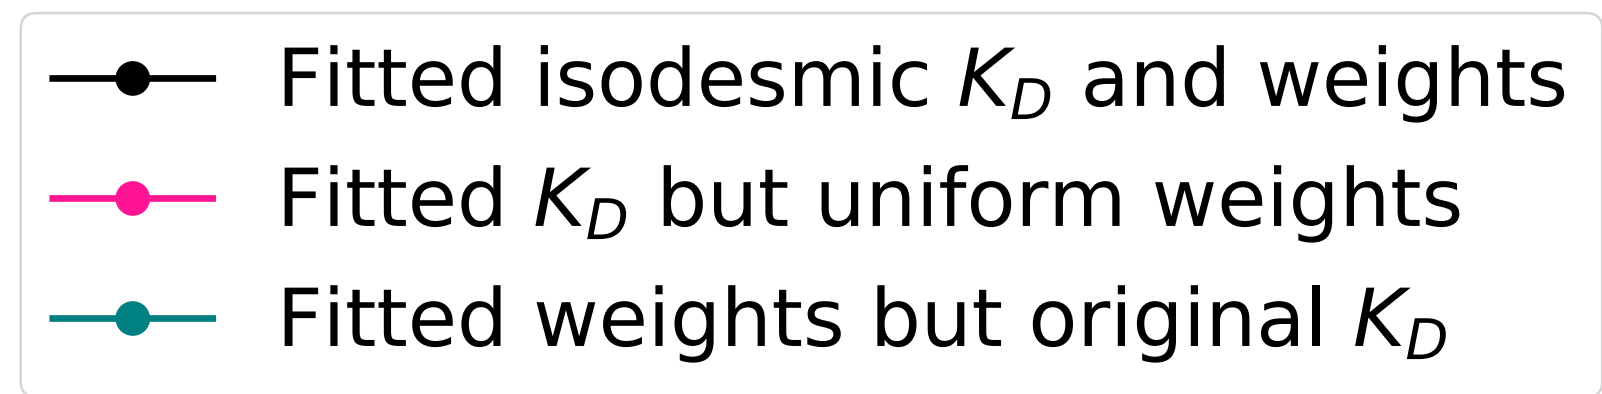 Fitted isodesmic K_D and weights
Fitted K_D but uniform weights
Fitted weights but original K_D